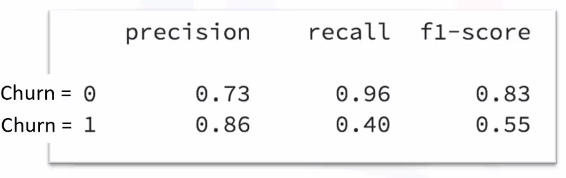 precision recall f1-score
Churn = 0 0.73 0.96 0.83
Churn = 1 0.86 0.40 0.55